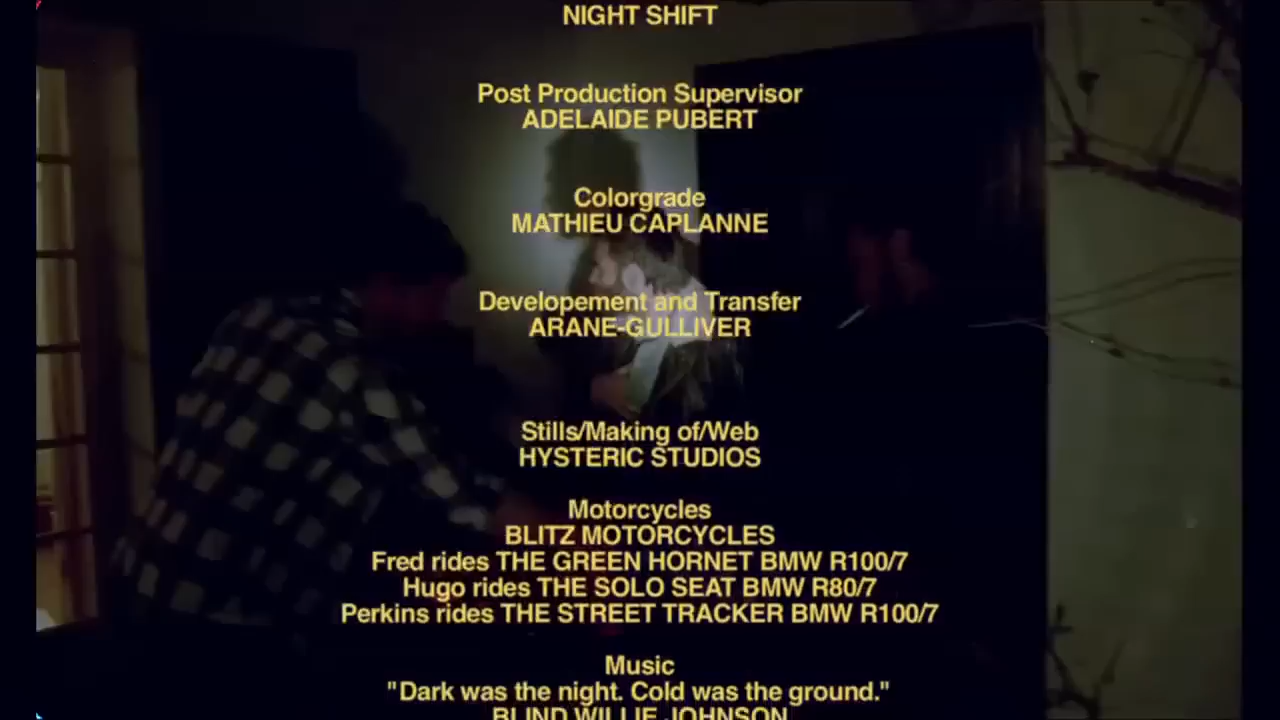 NIGHT SHIFT
Post Production Supervisor
ADELAIDE PUBERT
Colorgrade
MATHIEU CAPLANNE
Developement and Transfer
ARANE-GULLIVER
Stills/Making of/Web
HYSTERIC STUDIOS
Motorcycles
BLITZ MOTORCYCLES
Fred rides THE GREEN HORNET BMW R100/7
Hugo rides THE SOLO SEAT BMW R80/7
Perkins rides THE STREET TRACKER BMW R100/7
Music
"Dark was the night. Cold was the ground."
BLIND WILLIE JOHNSON